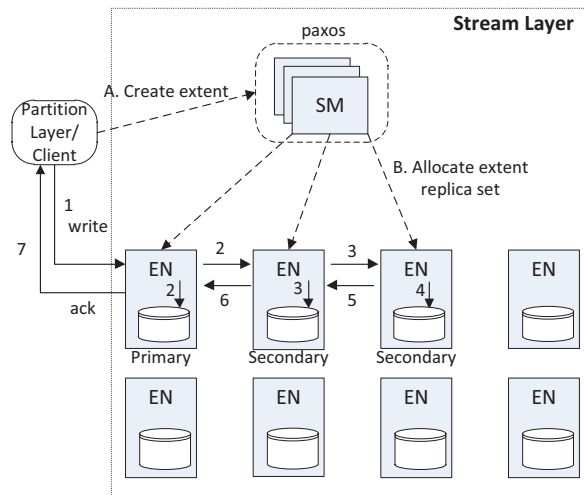 Stream Layer
paxos
A. Create extent
SM
Partition
Layer/
Client
B. Allocate extent
replica set
1
write
7
ack
EN
2
2
6
Primary
EN
3
3
5
Secondary
EN
4
Secondary
EN
EN
EN
EN
EN